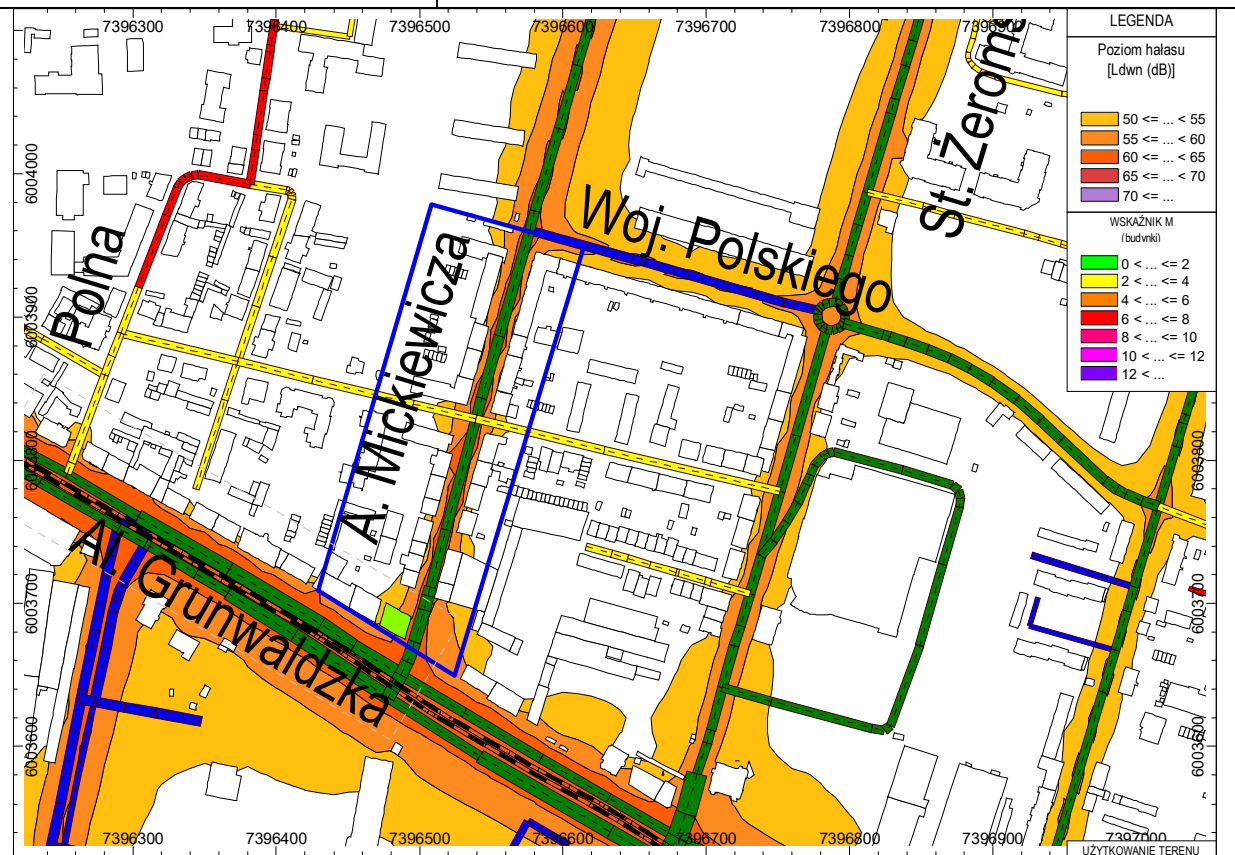 7396300 7396400 7396500 7396600 7396700 7396800 7396900
LEGENDA
Poziom hałasu
[Ldwn (dB)]
50 <= ... < 55
55 <= ... < 60
60 <= ... < 65
65 <= ... < 70
70 <= ...
WSKAŹNIK M
(budynki)
0 < ... <= 2
2 < ... <= 4
4 < ... <= 6
6 < ... <= 8
8 < ... <= 10
10 < ... <= 12
12 < ...
6004000
6003900
6003800
6003700
6003600
Polna
A. Mickiewicza
Woj. Polskiego
Al. Grunwaldzka
6003800
6003700
6003600
7396300 7396400 7396500 7396600 7396700 7396800 7396900 7397000
UŻYTKOWANIE TERENU